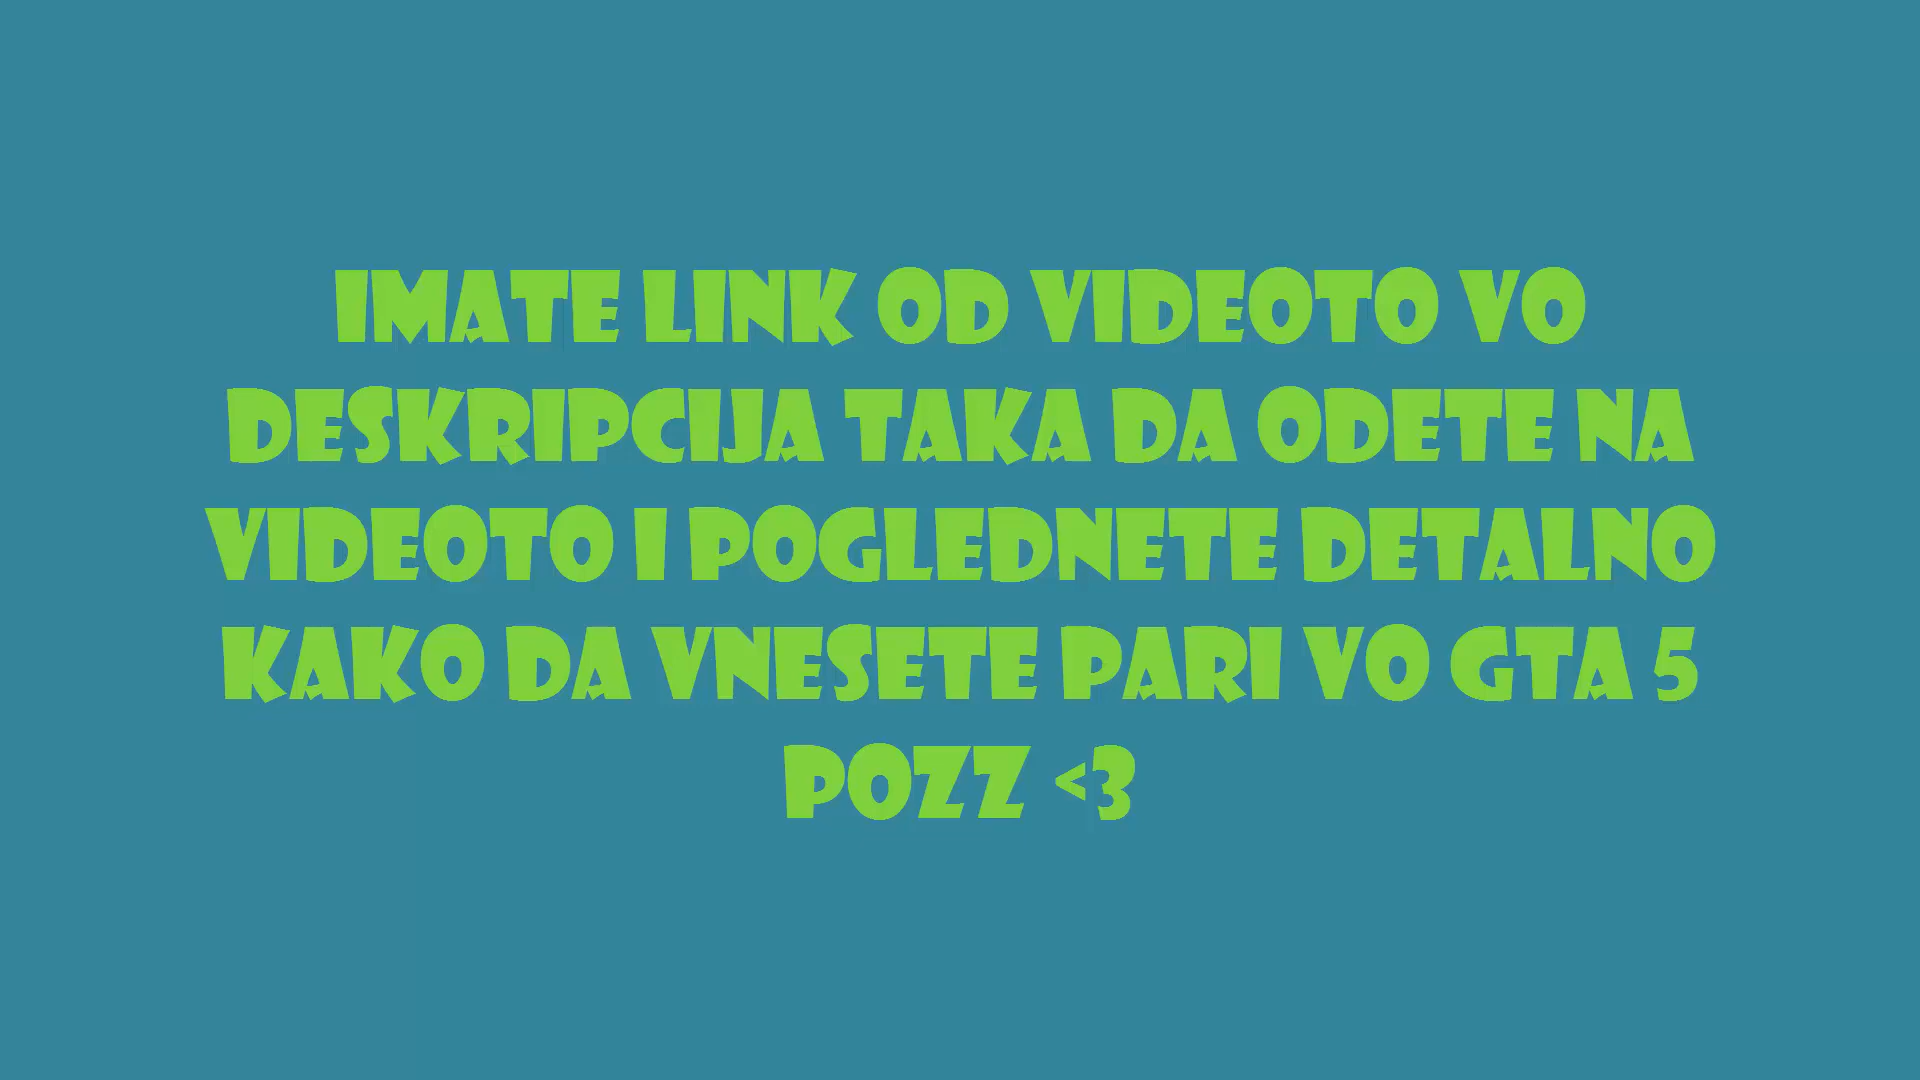 IMATE LINK OD VIDEOTO VO
DESKRIPCIJA TAKA DA ODETE NA
VIDEOTO I POGLEDNETE DETALNO
KAKO DA VNESETE PARI VO GTA 5
POZZ <3